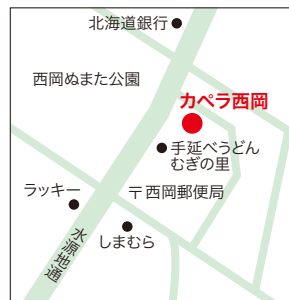 北海道銀行
西岡ぬまた公園
カペラ西岡
手延べうどん
むぎの里
ラッキー
〒西岡郵便局
しまむら
水源地通